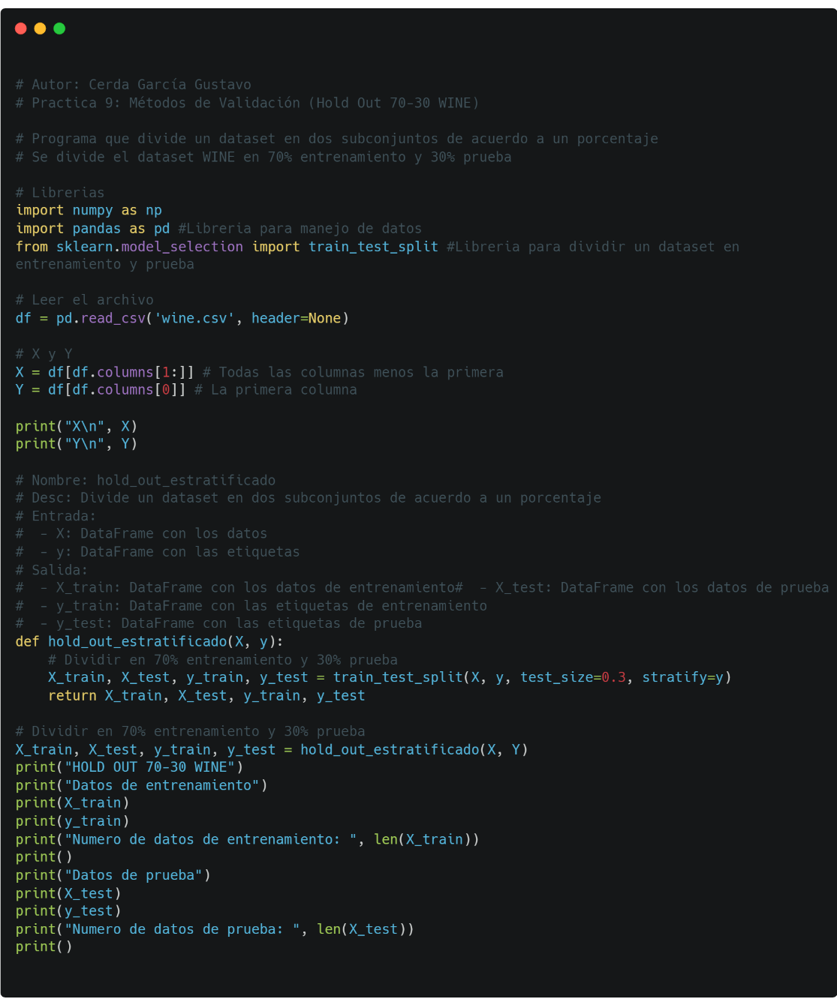 # Autor: Cerda García Gustavo
# Practica 9: Métodos de Validación (Hold Out 70-30 WINE)
# Programa que divide un dataset en dos subconjuntos de acuerdo a un porcentaje
# Se divide el dataset WINE en 70% entrenamiento y 30% prueba
# Librerias
import numpy as np
import pandas as pd #Libreria para manejo de datos
from sklearn.model_selection import train_test_split #Libreria para dividir un dataset en
entrenamiento y prueba
# Leer el archivo
df = pd.read_csv('wine.csv', header=None)
# X y Y
X = df[df.columns[1:]] # Todas las columnas menos la primera
Y = df[df.columns[0]] # La primera columna
print("X\n", X)
print("Y\n", Y)
# Nombre: hold_out_estratificado
# Desc: Divide un dataset en dos subconjuntos de acuerdo a un porcentaje
# Entrada:
#  - X: DataFrame con los datos
#  - y: DataFrame con las etiquetas
# Salida:
#  - X_train: DataFrame con los datos de entrenamiento#  - X_test: DataFrame con los datos de prueba
#  - y_train: DataFrame con las etiquetas de entrenamiento
#  - y_test: DataFrame con las etiquetas de prueba
def hold_out_estratificado(X, y):
    # Dividir en 70% entrenamiento y 30% prueba
    X_train, X_test, y_train, y_test = train_test_split(X, y, test_size=0.3, stratify=y)
    return X_train, X_test, y_train, y_test
# Dividir en 70% entrenamiento y 30% prueba
X_train, X_test, y_train, y_test = hold_out_estratificado(X, Y)
print("HOLD OUT 70-30 WINE")
print("Datos de entrenamiento")
print(X_train)
print(y_train)
print("Numero de datos de entrenamiento: ", len(X_train))
print()
print("Datos de prueba")
print(X_test)
print(y_test)
print("Numero de datos de prueba: ", len(X_test))
print()